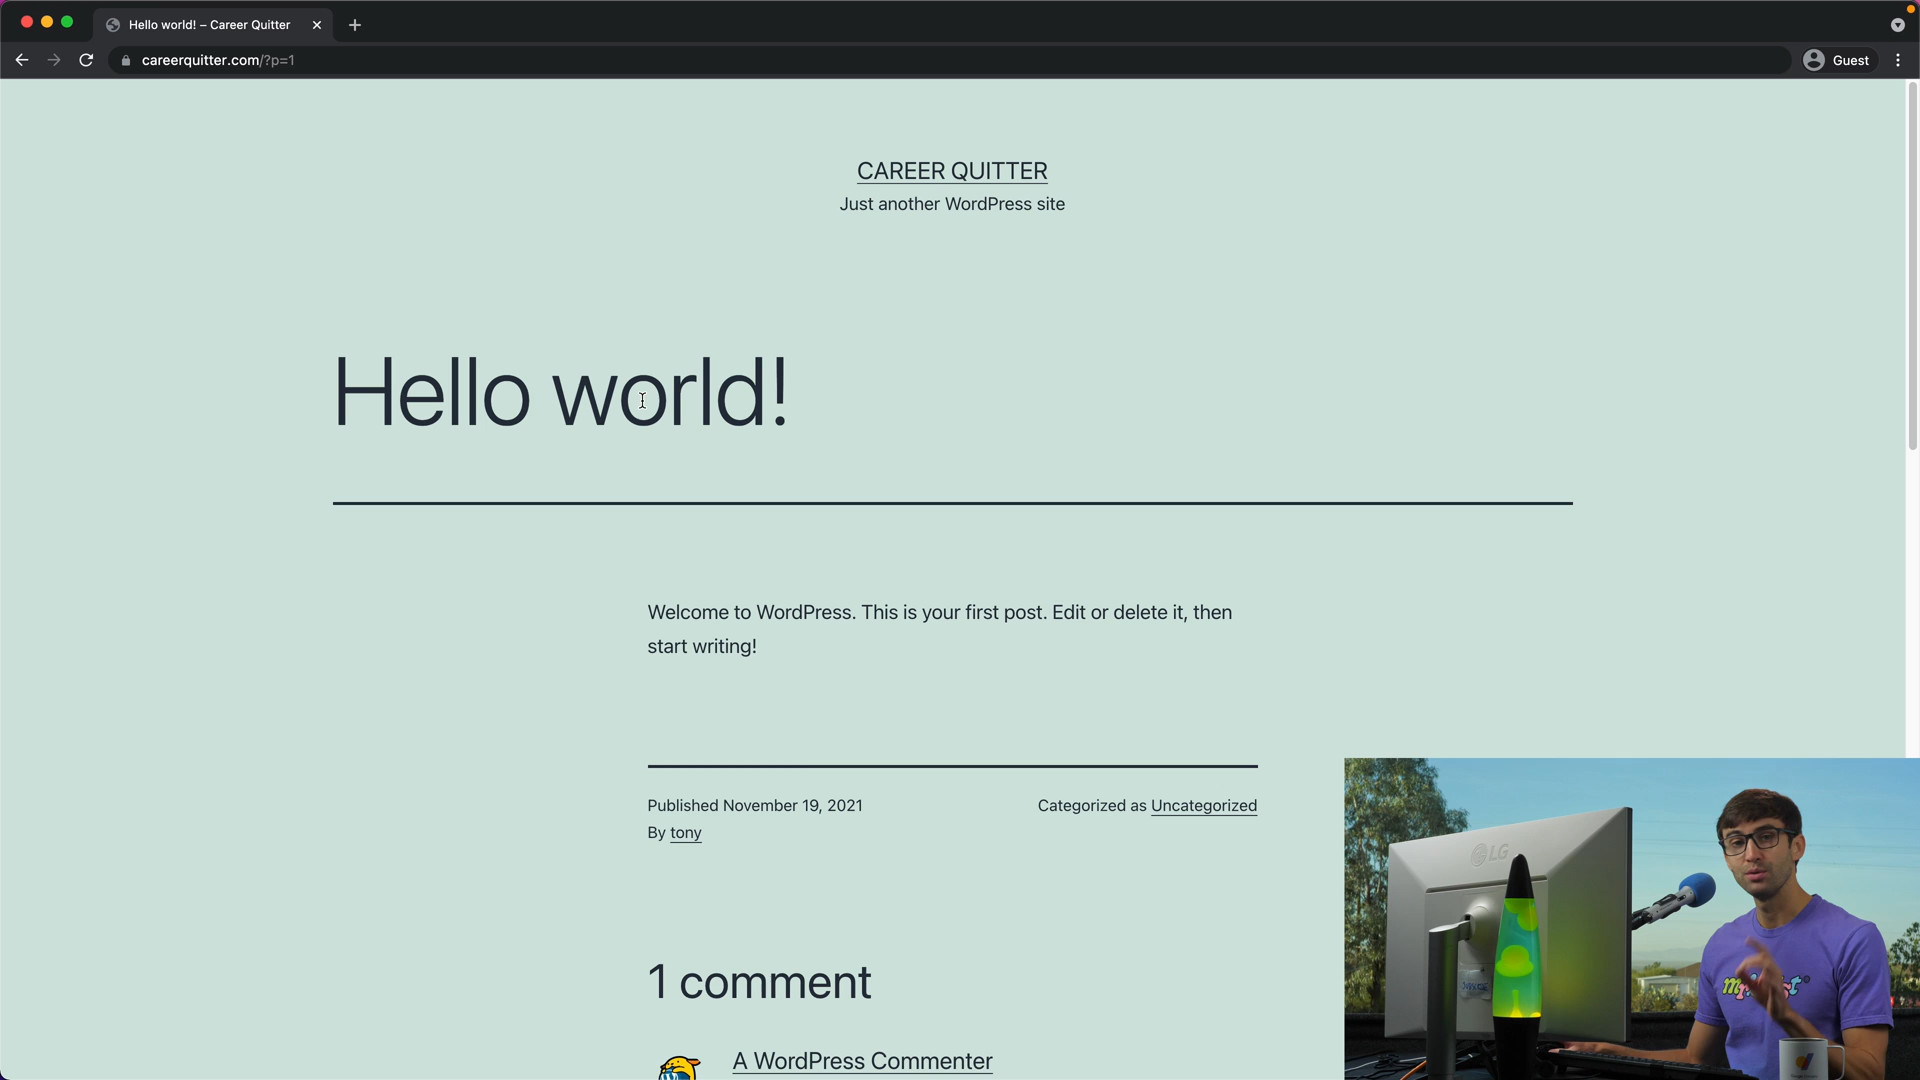 Hello world! – Career Quitter
careerquitter.com/?p=1
Guest
CAREER QUITTER
Just another WordPress site
Hello world!
Welcome to WordPress. This is your first post. Edit or delete it, then
start writing!
Published November 19, 2021
Categorized as Uncategorized
By tony
LG
1 comment
A WordPress Commenter